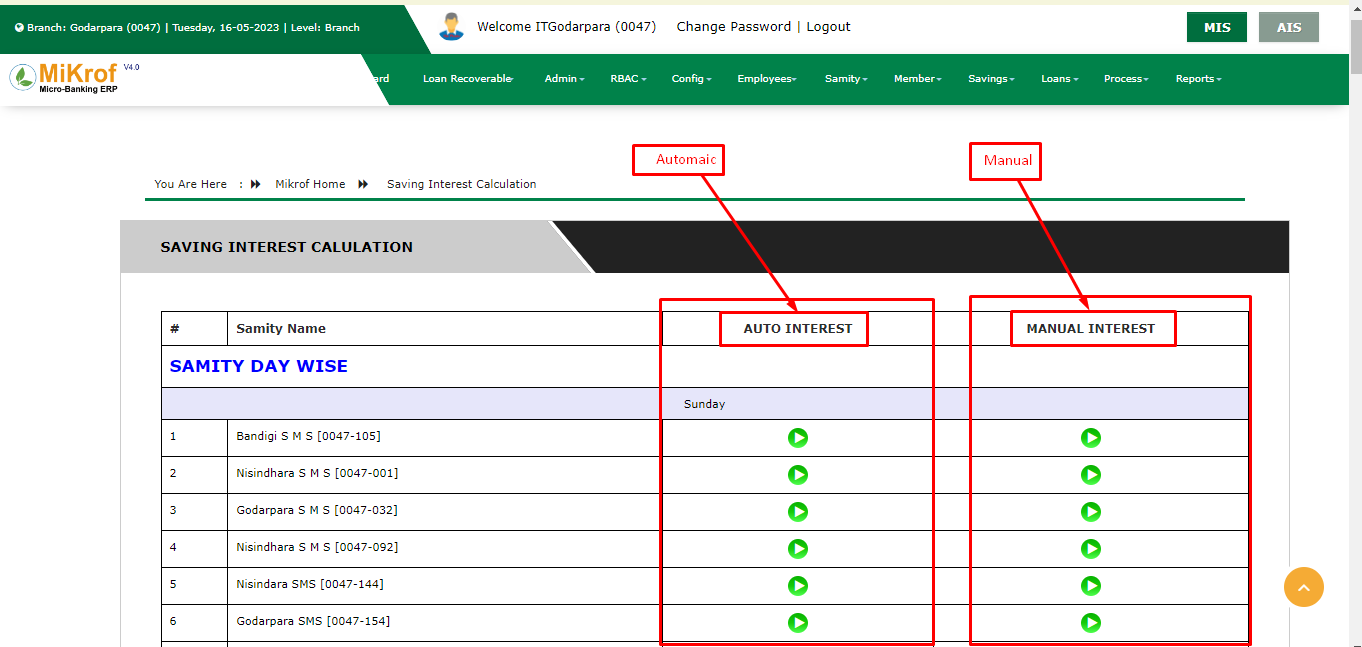 Branch: Godarpara (0047) | Tuesday, 16-05-2023 | Level: Branch
Welcome ITGodarpara (0047) Change Password | Logout
MIS AIS
MiKrof V4.0
Micro-Banking ERP
ard Loan Recoverable Admin RBAC Config Employees Samity Member Savings Loans Process Reports
Automaic Manual
You Are Here : Mikrof Home Saving Interest Calculation
SAVING INTEREST CALULATION
# Samity Name AUTO INTEREST MANUAL INTEREST
SAMITY DAY WISE
Sunday
1 Bandigi S M S [0047-105]
2 Nisindhara S M S [0047-001]
3 Godarpara S M S [0047-032]
4 Nisindhara S M S [0047-092]
5 Nisindara SMS [0047-144]
6 Godarpara SMS [0047-154]